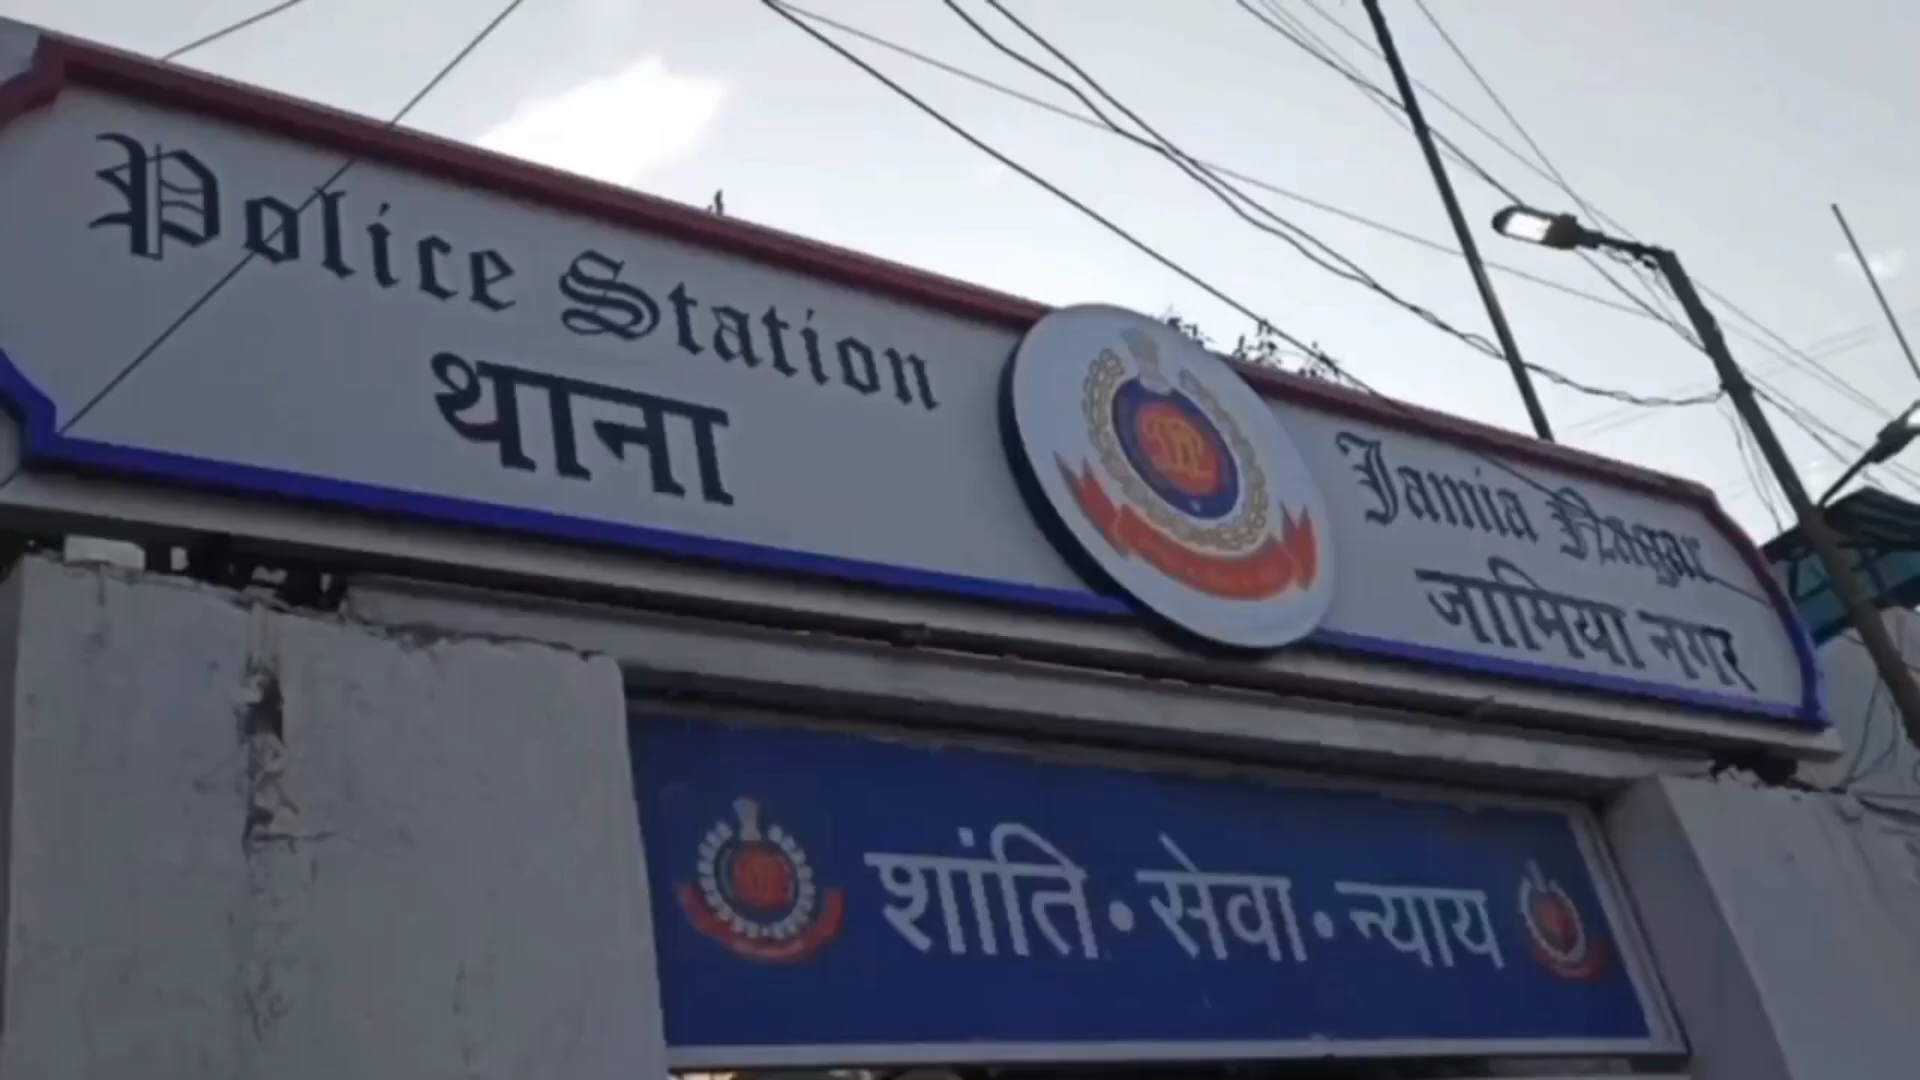 Police Station
थाना
Jamia Nagar
जामिया नगर
शांति • सेवा • न्याय